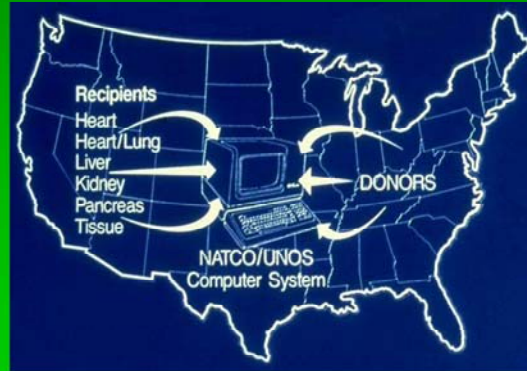 Recipients
Heart
Heart/Lung
Liver
Kidney
Pancreas
Tissue
DONORS
NATCO/UNOS
Computer System